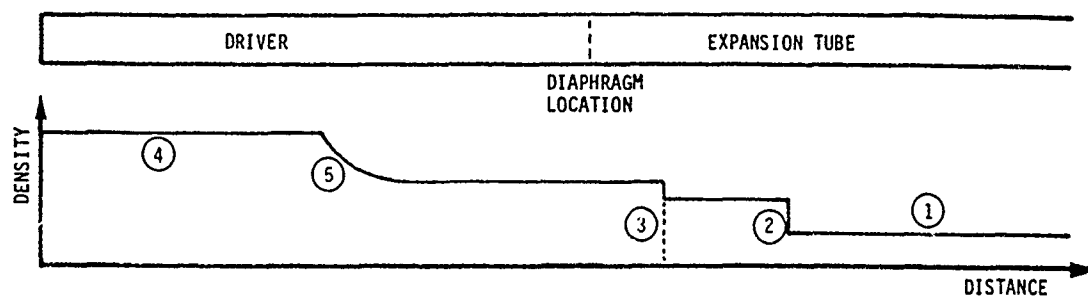 DRIVER
EXPANSION TUBE
DIAPHRAGM
LOCATION
DENSITY
4
5
3
2
1
DISTANCE